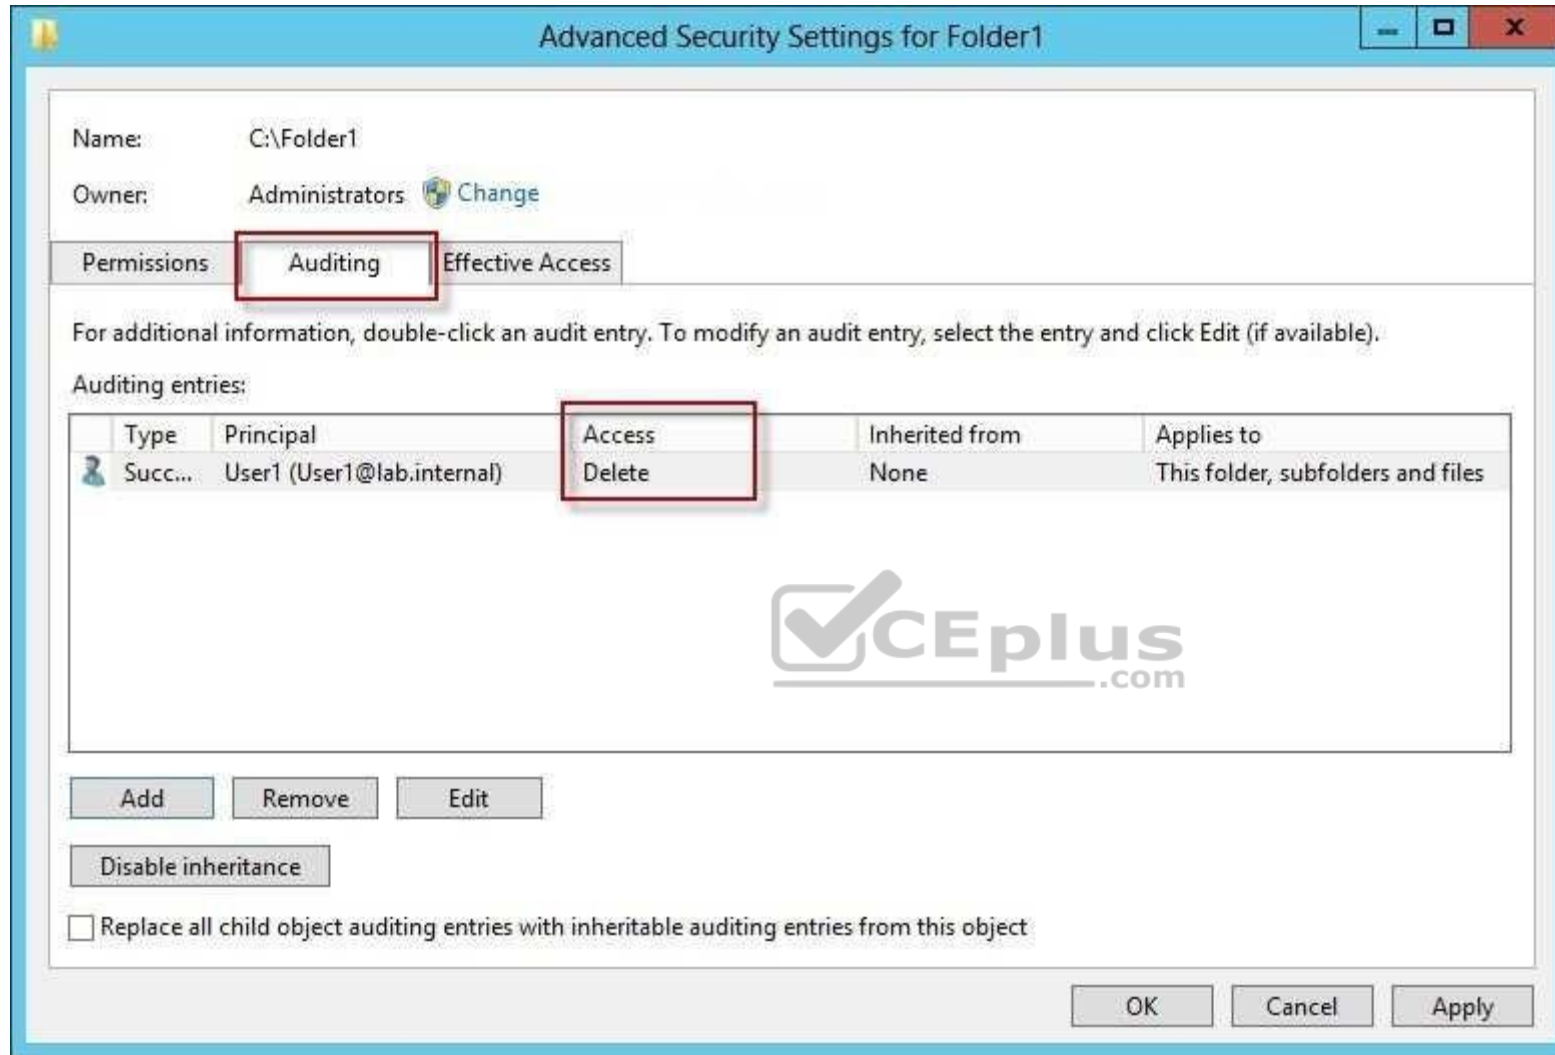 Advanced Security Settings for Folder1
Name: C:\Folder1
Owner: Administrators Change
Permissions Auditing Effective Access
For additional information, double-click an audit entry. To modify an audit entry, select the entry and click Edit (if available).
Auditing entries:
Type Principal Access Inherited from Applies to
Succ... User1 (User1@lab.internal) Delete None This folder, subfolders and files
CEplus
.com
Add Remove Edit
Disable inheritance
Replace all child object auditing entries with inheritable auditing entries from this object
OK Cancel Apply